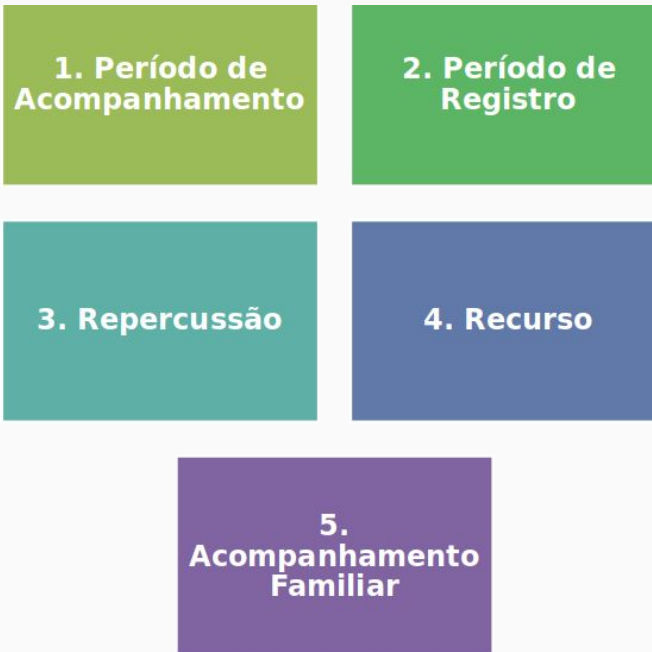 1. Período de
Acompanhamento
2. Período de
Registro
3. Repercussão
4. Recurso
5.
Acompanhamento
Familiar